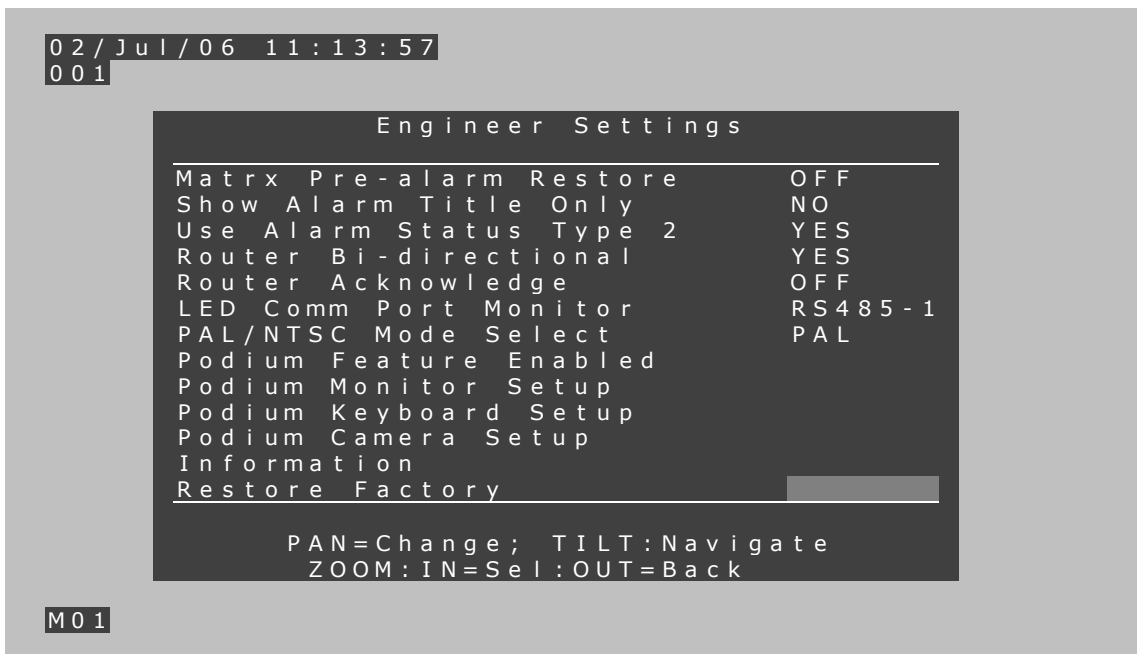 02/Jul/06 11:13:57
001
Engineer Settings
Matrx Pre-alarm Restore OFF
Show Alarm Title Only NO
Use Alarm Status Type 2 YES
Router Bi-directional YES
Router Acknowledge OFF
LED Comm Port Monitor RS485-1
PAL/NTSC Mode Select PAL
Podium Feature Enabled
Podium Monitor Setup
Podium Keyboard Setup
Podium Camera Setup
Information
Restore Factory
PAN=Change; TILT:Navigate
ZOOM:IN=Sel:OUT=Back
M01